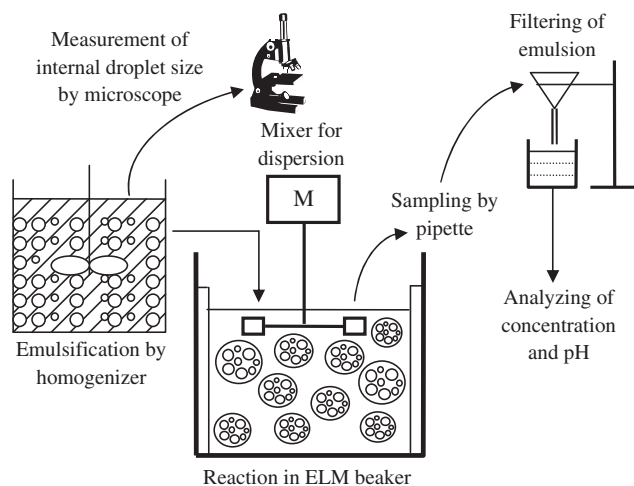 Measurement of
internal droplet size
by microscope
Filtering of
emulsion
Mixer for
dispersion
M
Sampling by
pipette
Emulsification by
homogenizer
Analyzing of
concentration
and pH
Reaction in ELM beaker